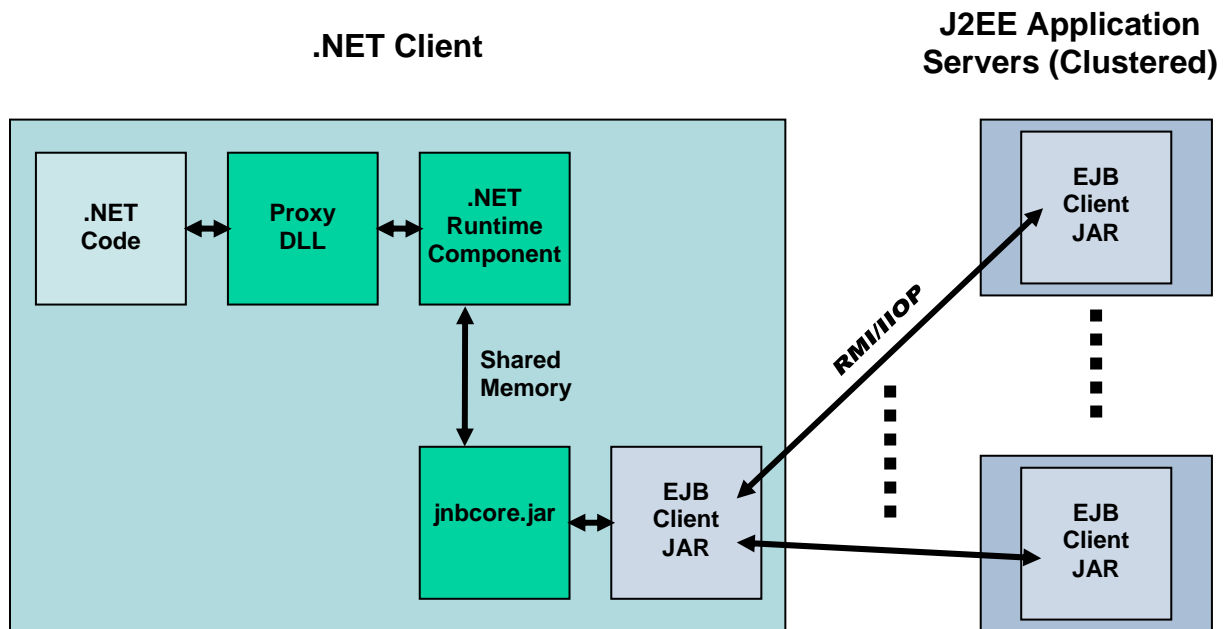 .NET Client
J2EE Application
Servers (Clustered)
.NET
Code
Proxy
DLL
.NET
Runtime
Component
EJB
Client
JAR
RMI/IIOP
Shared
Memory
jnbcore.jar
EJB
Client
JAR
EJB
Client
JAR